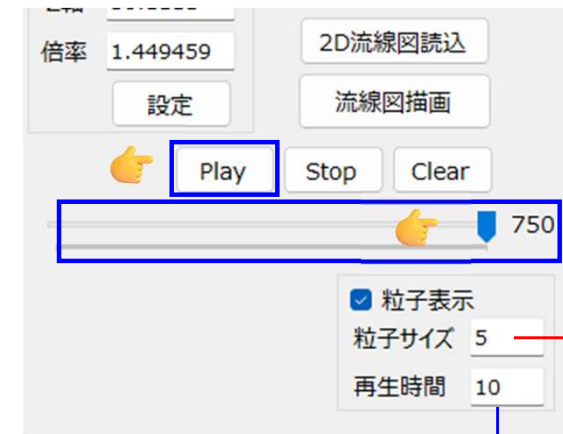 倍率 1.449459
2D流線図読込
設定
流線図描画
Play
Stop
Clear
750
粒子表示
粒子サイズ 5
再生時間 10